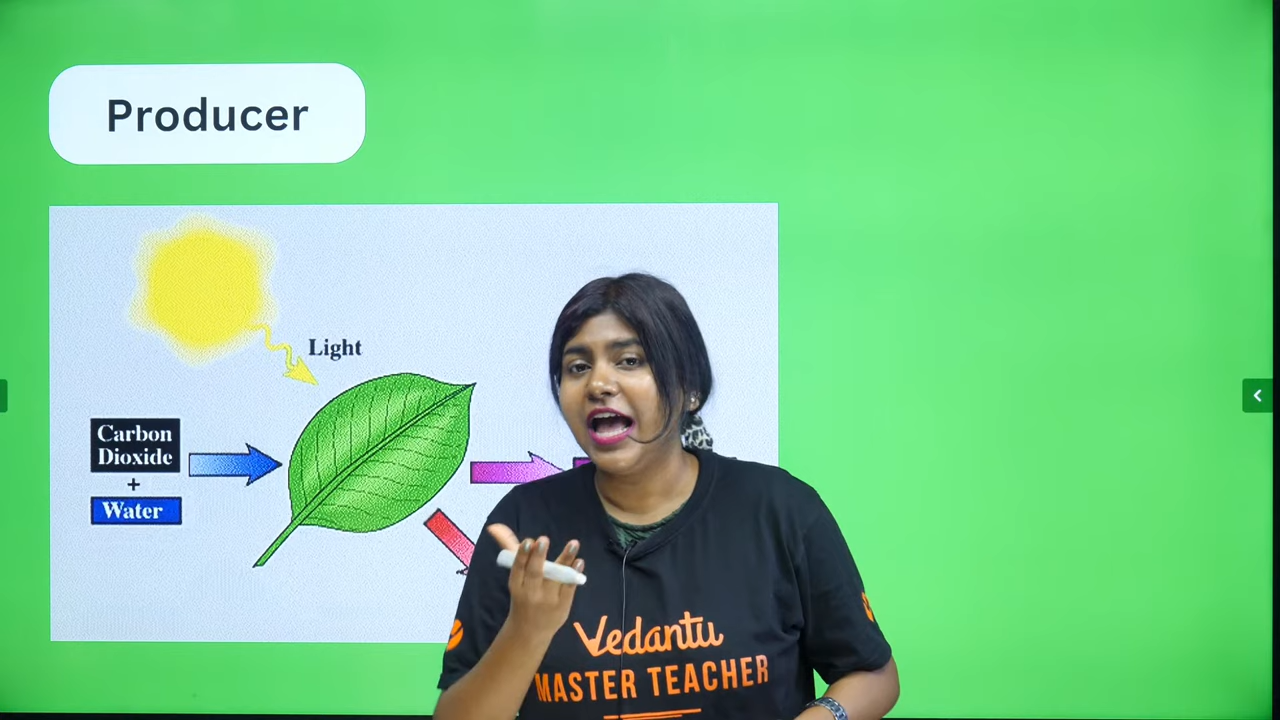 Producer
Light
Carbon
Dioxide
+
Water
Vedantu
MASTER TEACHER